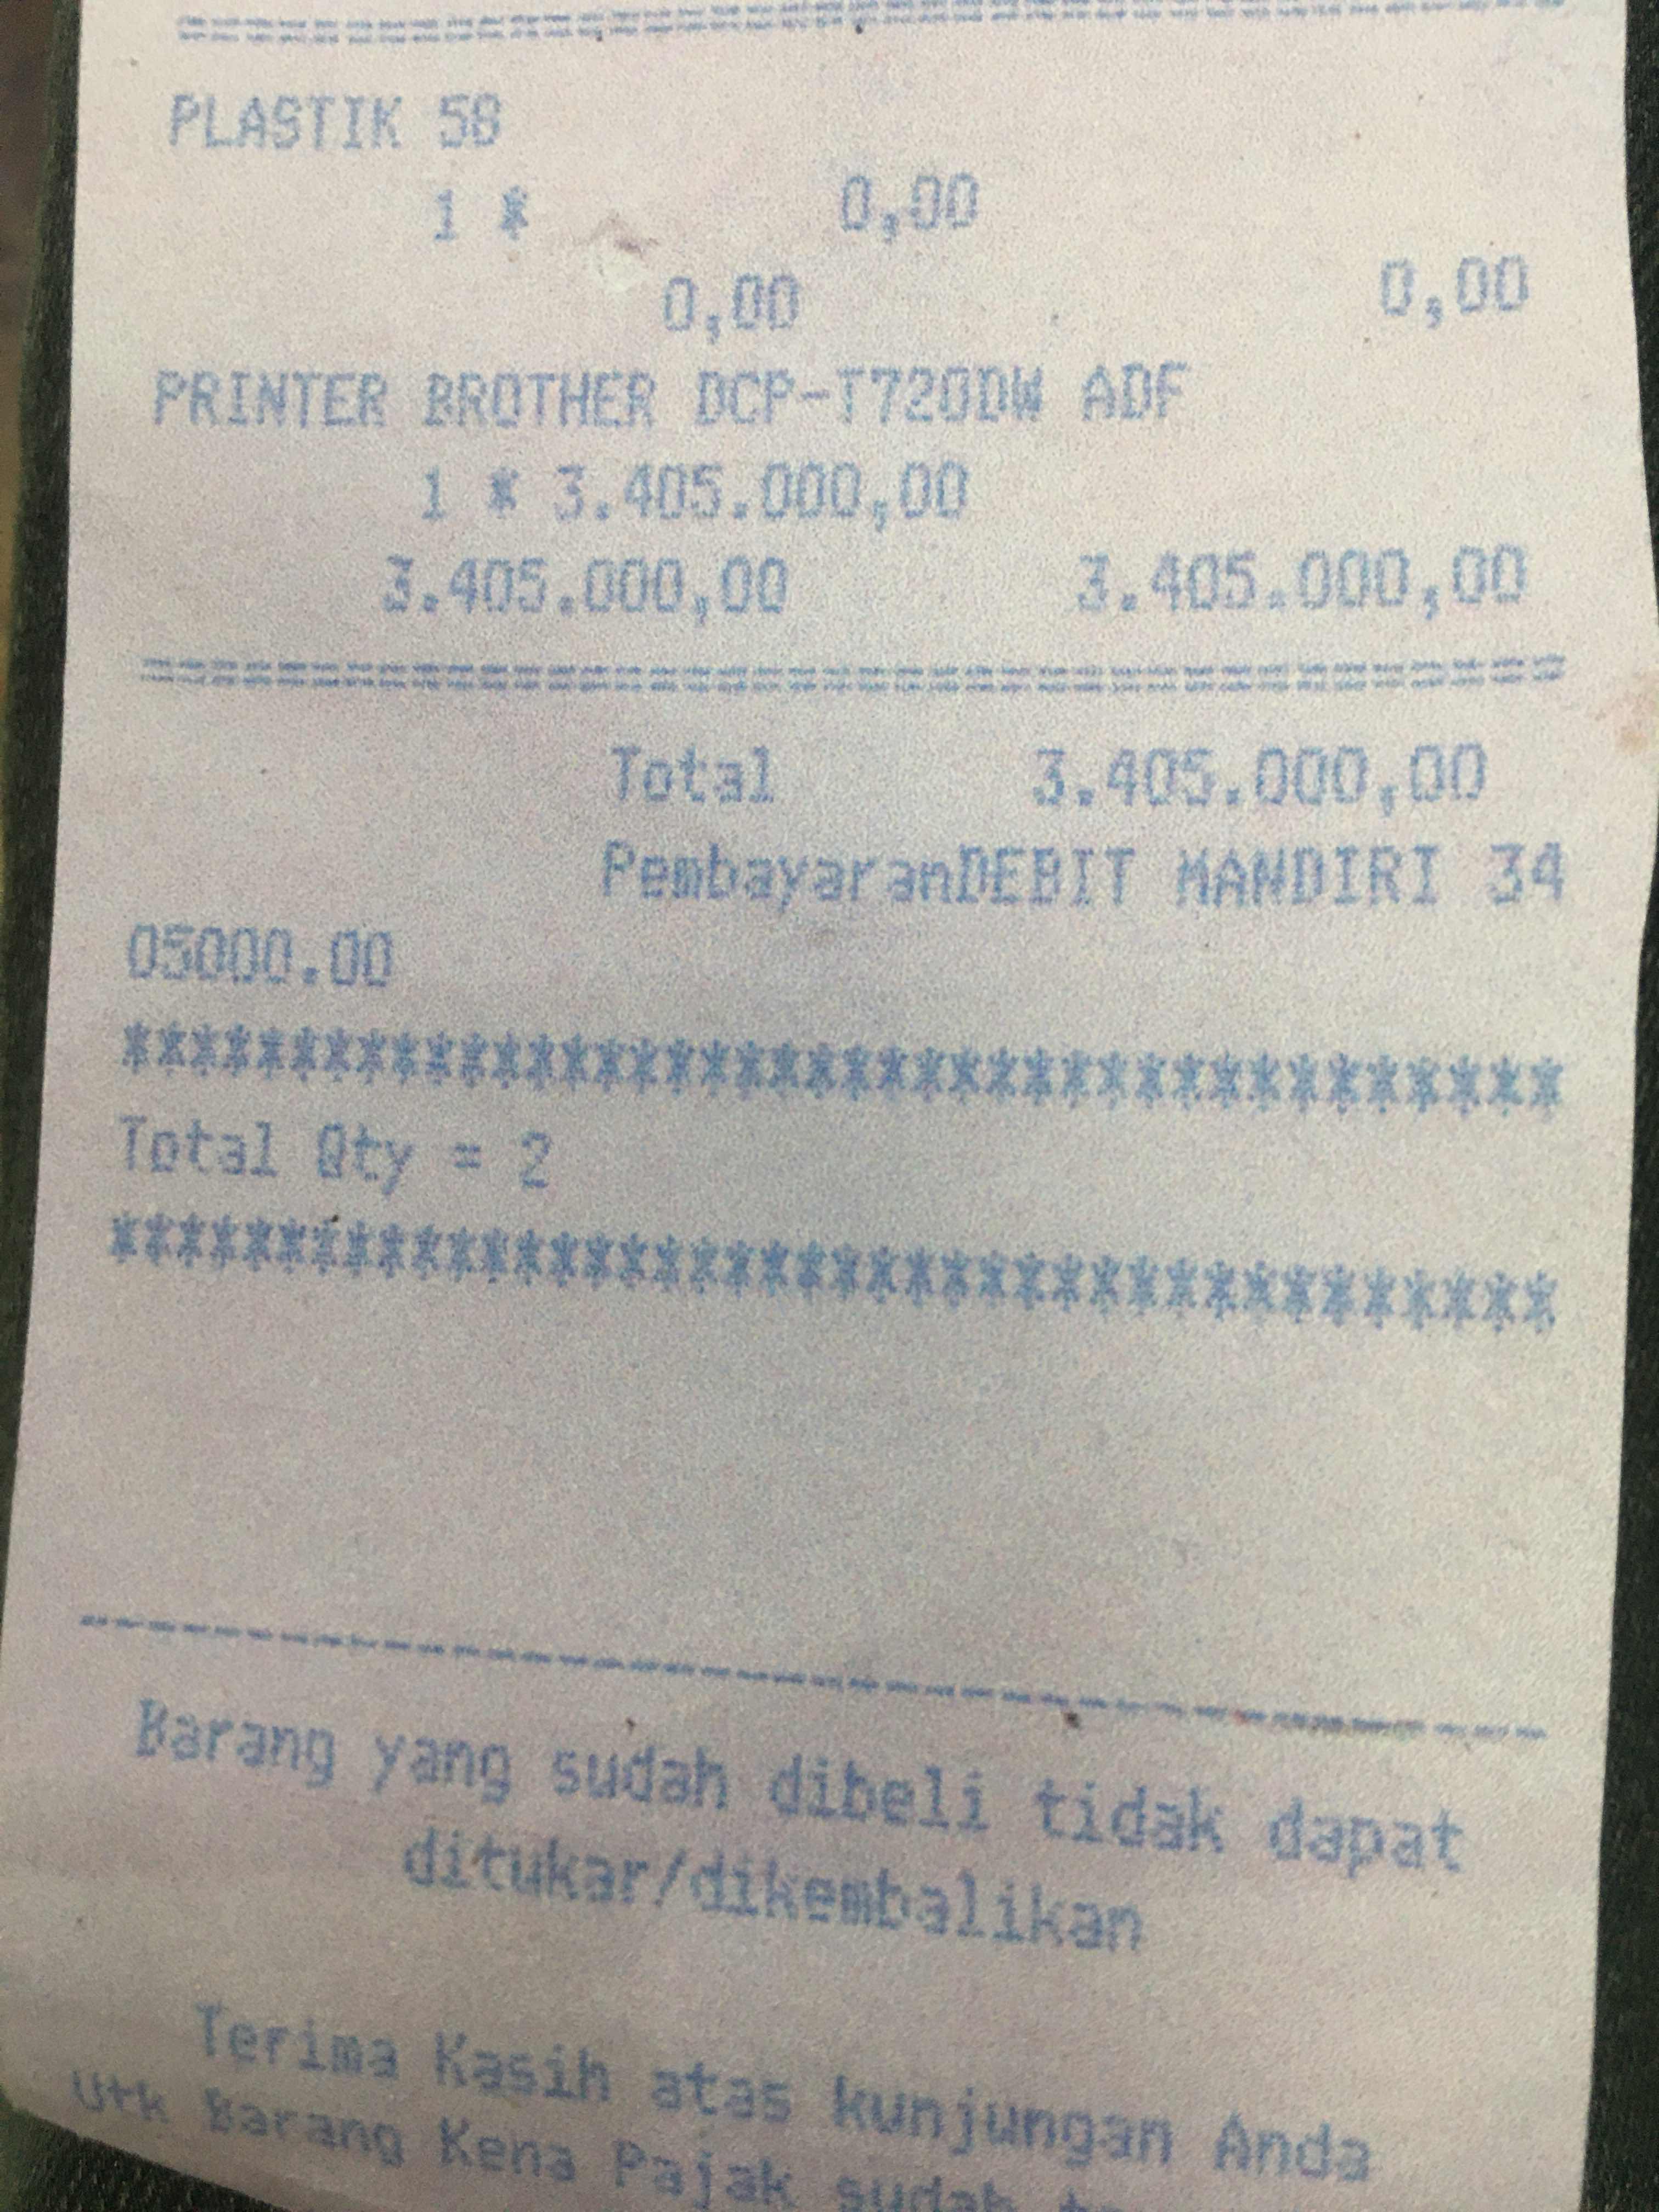 PLASTIK 58
1 * 0,00
0,00 0,00
PRINTER BROTHER DCP-T720DW ADF
1 * 3.405.000,00
3.405.000,00 3.405.000,00
Total 3.405.000,00
PembayaranDEBIT MANDIRI 34
05000.00
******************************************
Total Qty = 2
******************************************
Barang yang sudah dibeli tidak dapat
ditukar/dikembalikan
Terima Kasih atas kunjungan Anda
Utk Barang Kena Pajak sudah